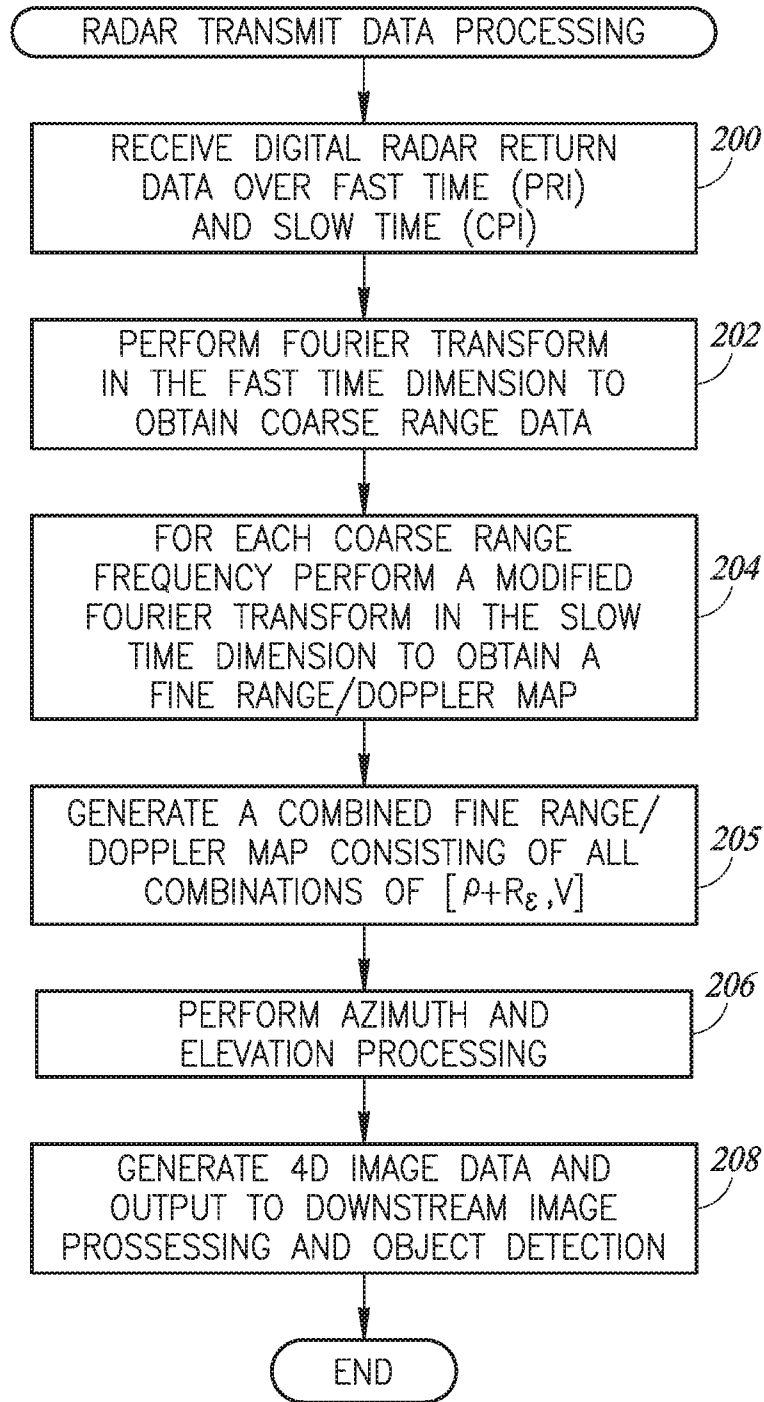 RADAR TRANSMIT DATA PROCESSING
RECEIVE DIGITAL RADAR RETURN
DATA OVER FAST TIME (PRI)
AND SLOW TIME (CPI)
200
PERFORM FOURIER TRANSFORM
IN THE FAST TIME DIMENSION TO
OBTAIN COARSE RANGE DATA
202
FOR EACH COARSE RANGE
FREQUENCY PERFORM A MODIFIED
FOURIER TRANSFORM IN THE SLOW
TIME DIMENSION TO OBTAIN A
FINE RANGE/DOPPLER MAP
204
GENERATE A COMBINED FINE RANGE/
DOPPLER MAP CONSISTING OF ALL
COMBINATIONS OF [ρ+Rε,V]
205
PERFORM AZIMUTH AND
ELEVATION PROCESSING
206
GENERATE 4D IMAGE DATA AND
OUTPUT TO DOWNSTREAM IMAGE
PROSSESSING AND OBJECT DETECTION
208
END